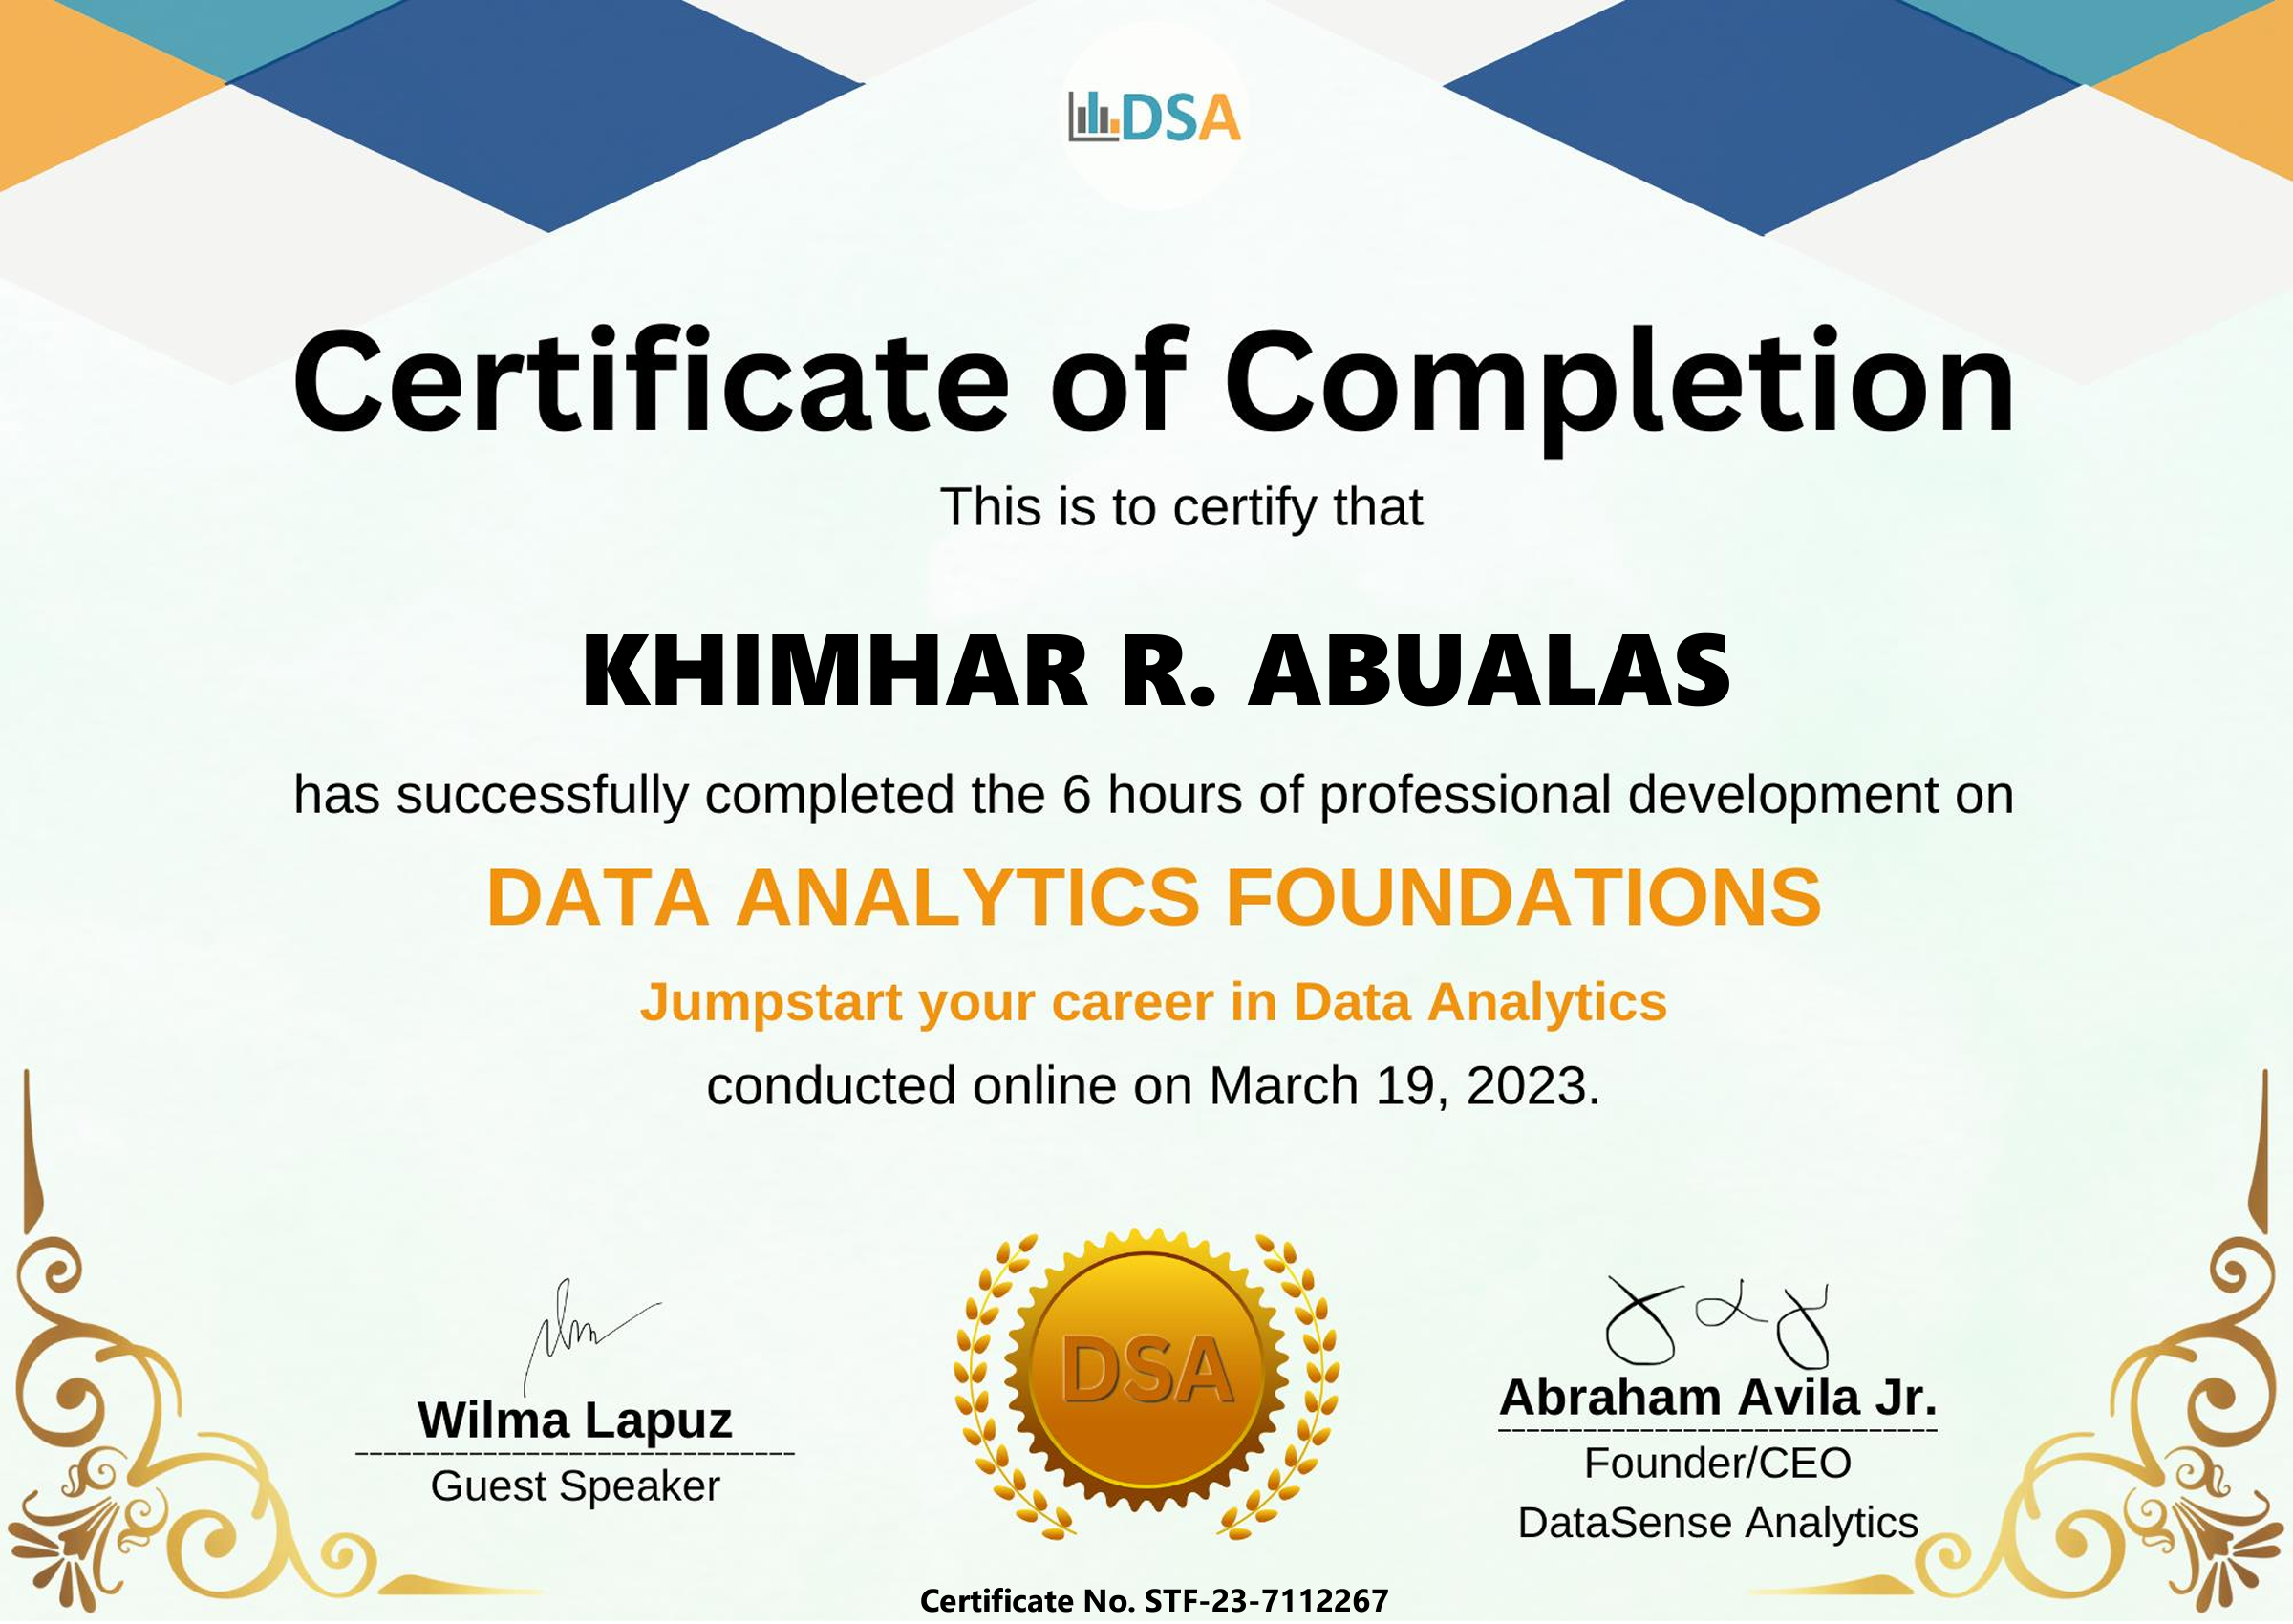 DSA
Certificate of Completion
This is to certify that
KHIMHAR R. ABUALAS
has successfully completed the 6 hours of professional development on
DATA ANALYTICS FOUNDATIONS
Jumpstart your career in Data Analytics
conducted online on March 19, 2023.
DSA
Wilma Lapuz
Guest Speaker
Abraham Avila Jr.
Founder/CEO
DataSense Analytics
Certificate No. STF-23-7112267